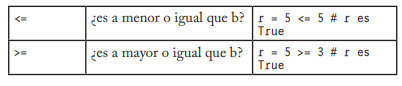 <= ¿es a menor o igual que b? r = 5 <= 5 # r es
True
>= ¿es a mayor o igual que b? r = 5 >= 3 # r es
True